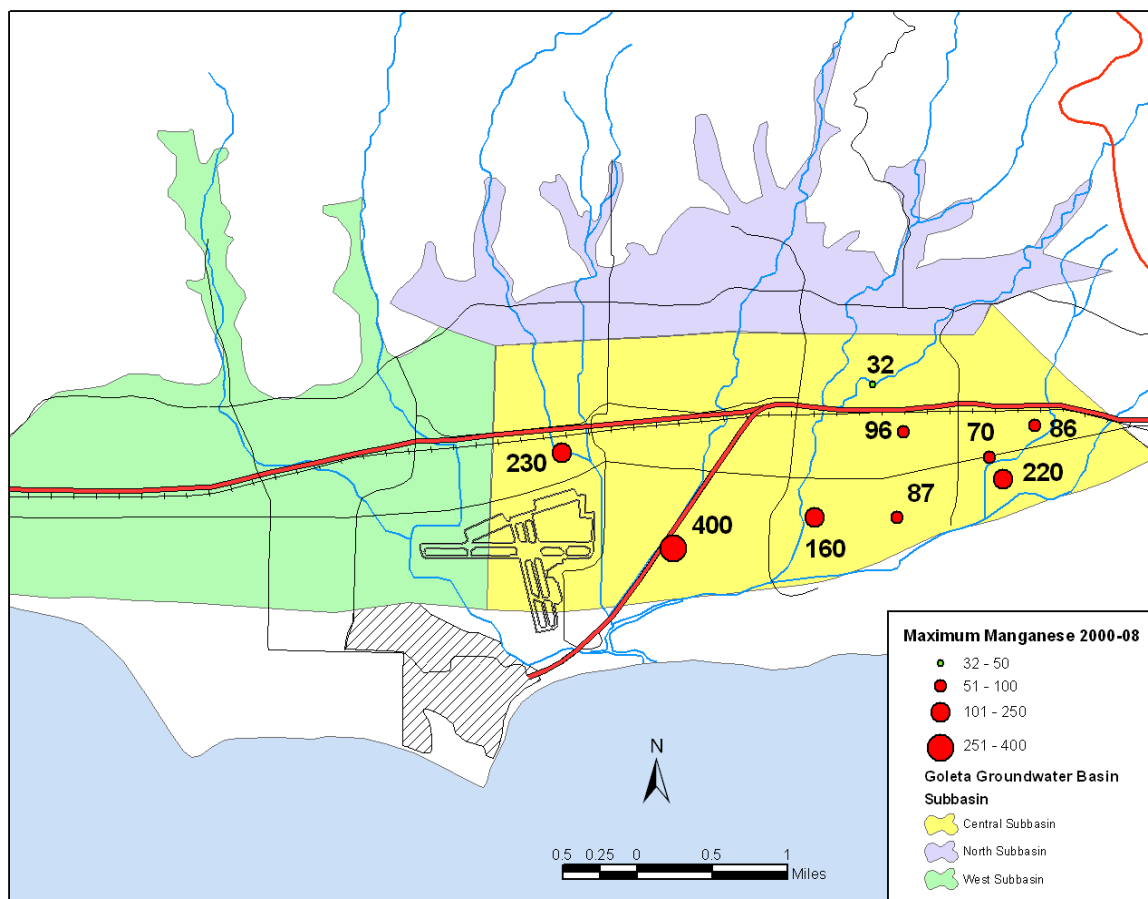 32
96
70
86
230
220
87
400
160
Maximum Manganese 2000-08
32 - 50
51 - 100
101 - 250
251 - 400
Goleta Groundwater Basin
Subbasin
Central Subbasin
North Subbasin
West Subbasin
N
0.5 0.25 0 0.5 1
Miles